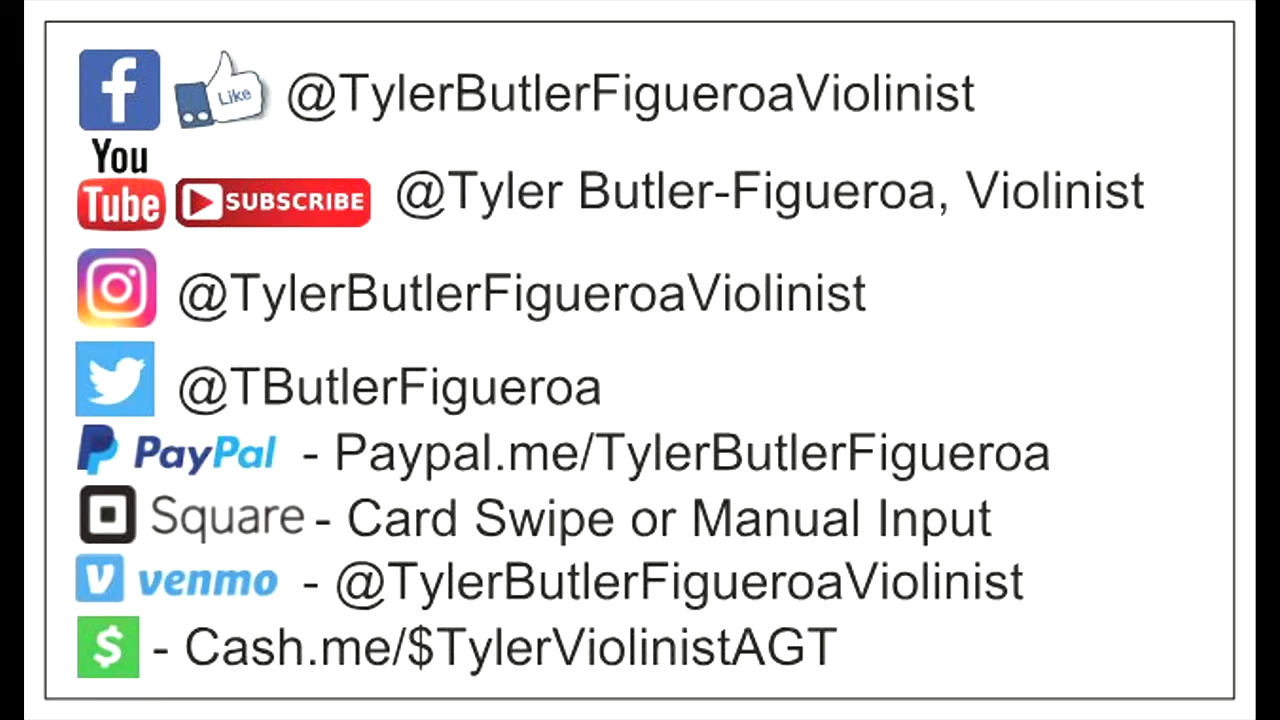 f Like @TylerButlerFigueroaViolinist
You
Tube SUBSCRIBE @Tyler Butler-Figueroa, Violinist
@TylerButlerFigueroaViolinist
@TButlerFigueroa
P PayPal - Paypal.me/TylerButlerFigueroa
Square - Card Swipe or Manual Input
V venmo - @TylerButlerFigueroaViolinist
$ - Cash.me/$TylerViolinistAGT